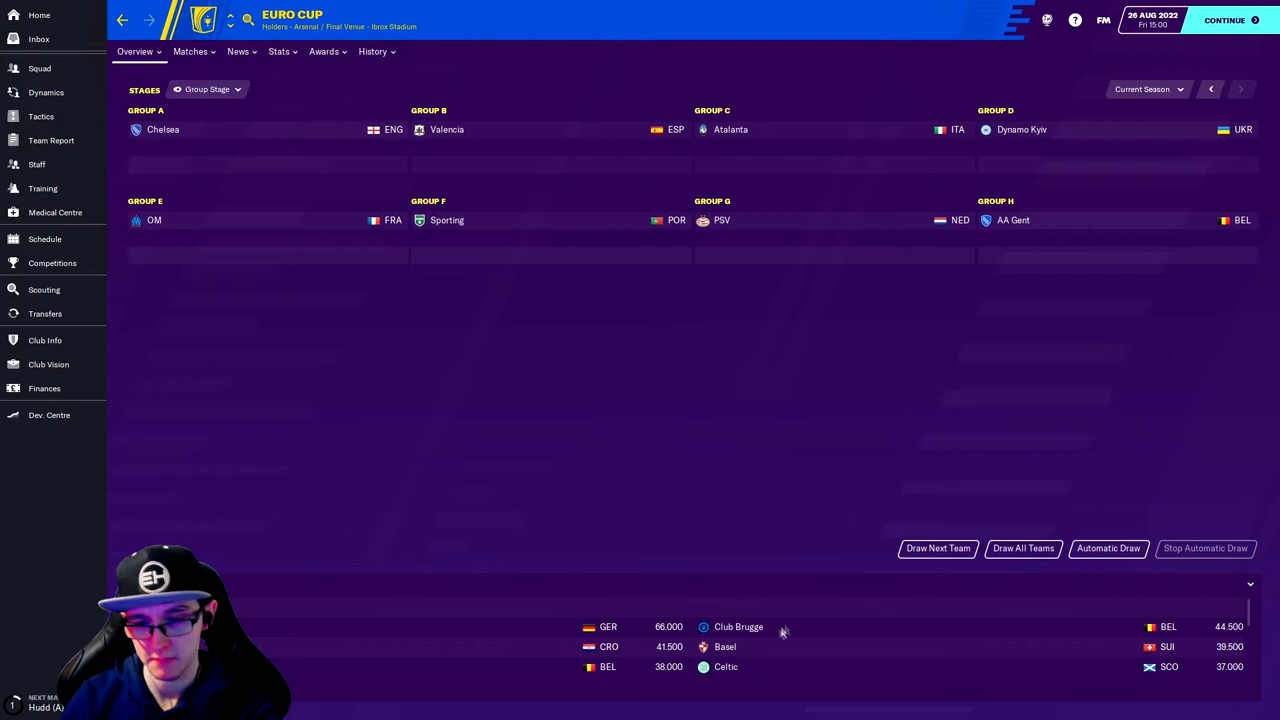 Home
Inbox
Squad
Dynamics
Tactics
Team Report
Staff
Training
Medical Centre
Schedule
Competitions
Scouting
Transfers
Club Info
Club Vision
Finances
Dev. Centre
EURO CUP
Holders - Arsenal / Final Venue - Ibrox Stadium
FM
26 AUG 2022
Fri 15:00
CONTINUE
Overview Matches News Stats Awards History
STAGES Group Stage Current Season
GROUP A GROUP B GROUP C GROUP D
Chelsea ENG Valencia ESP Atalanta ITA Dynamo Kyiv UKR
GROUP E GROUP F GROUP G GROUP H
OM FRA Sporting POR PSV NED AA Gent BEL
Draw Next Team Draw All Teams Automatic Draw Stop Automatic Draw
GER 66.000 Club Brugge BEL 44.500
CRO 41.500 Basel SUI 39.500
BEL 38.000 Celtic SCO 37.000
EH
1
NEXT MA
Hudd (A)